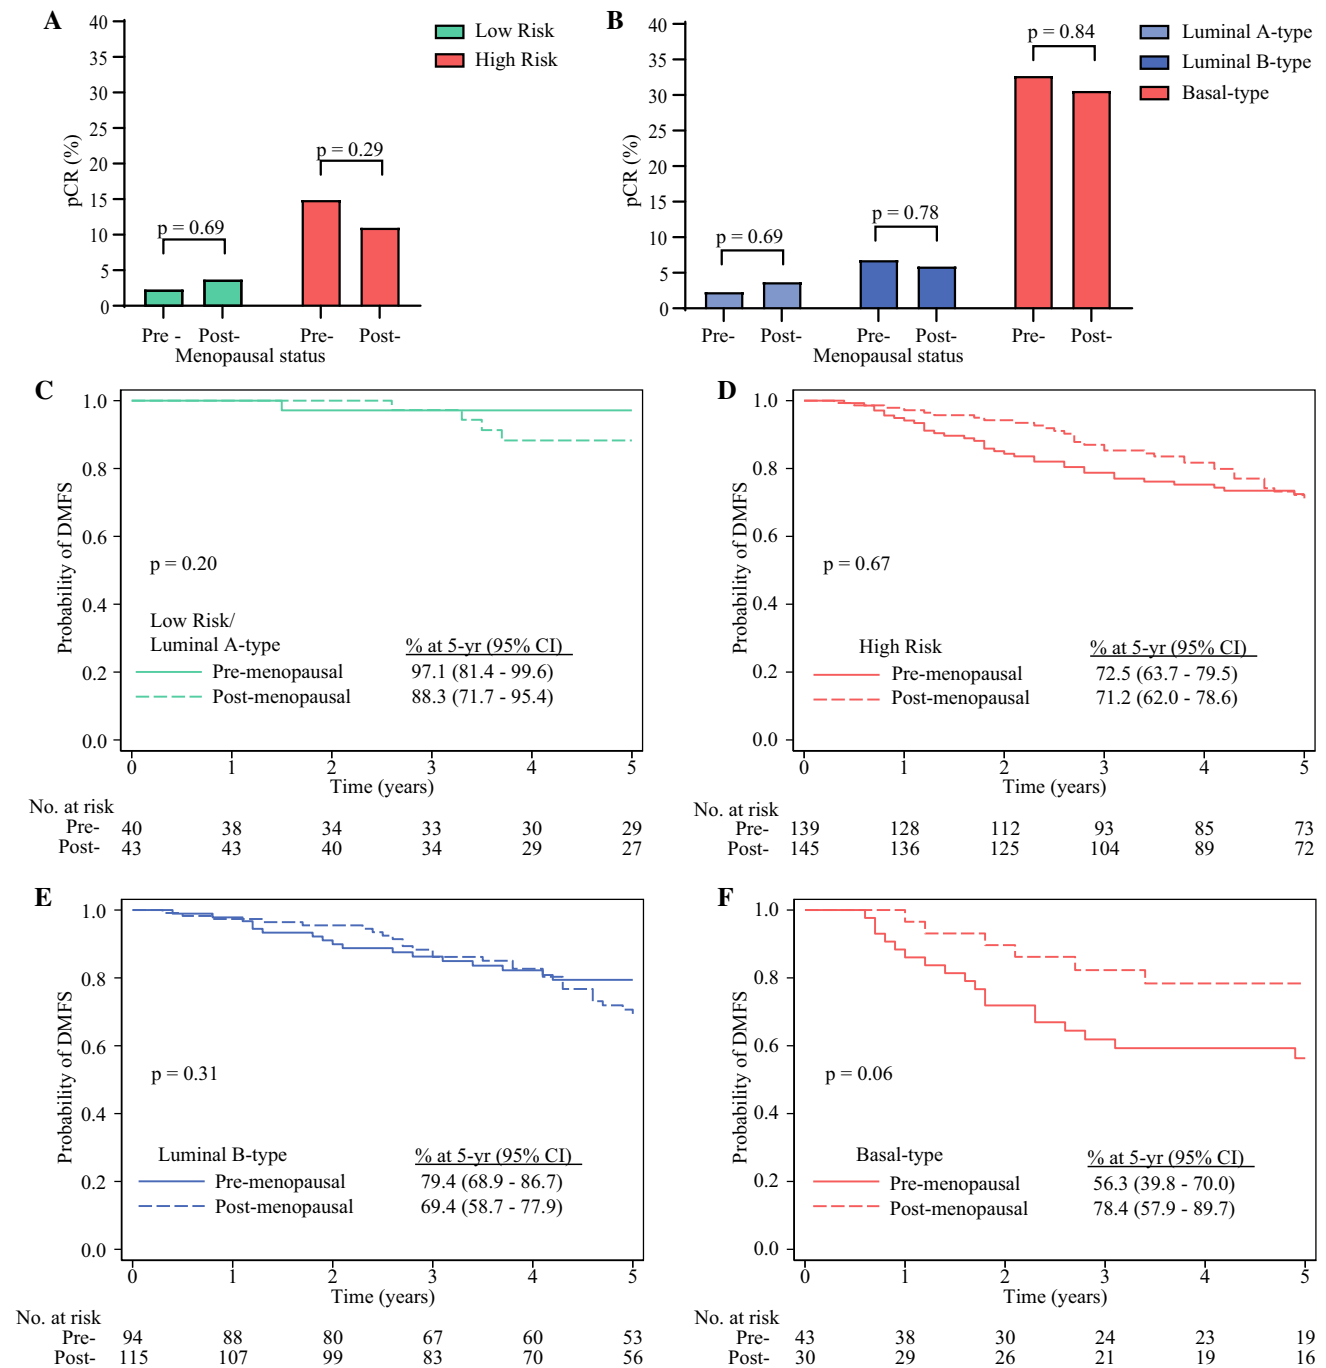 A
Low Risk
High Risk
40
35
30
25
20
15
10
5
0
pCR (%)
p = 0.69
p = 0.29
Pre -
Post-
Pre-
Post-
Menopausal status
B
Luminal A-type
Luminal B-type
Basal-type
40
35
30
25
20
15
10
5
0
pCR (%)
p = 0.69
p = 0.78
p = 0.84
Pre-
Post-
Pre-
Post-
Pre-
Post-
Menopausal status
C
1.0
0.8
0.6
0.4
0.2
0.0
Probability of DMFS
p = 0.20
Low Risk/
Luminal A-type
% at 5-yr (95% CI)
Pre-menopausal 97.1 (81.4 - 99.6)
Post-menopausal 88.3 (71.7 - 95.4)
0 1 2 3 4 5
Time (years)
No. at risk
Pre- 40 38 34 33 30 29
Post- 43 43 40 34 29 27
D
1.0
0.8
0.6
0.4
0.2
0.0
Probability of DMFS
p = 0.67
High Risk % at 5-yr (95% CI)
Pre-menopausal 72.5 (63.7 - 79.5)
Post-menopausal 71.2 (62.0 - 78.6)
0 1 2 3 4 5
Time (years)
No. at risk
Pre- 139 128 112 93 85 73
Post- 145 136 125 104 89 72
E
1.0
0.8
0.6
0.4
0.2
0.0
Probability of DMFS
p = 0.31
Luminal B-type % at 5-yr (95% CI)
Pre-menopausal 79.4 (68.9 - 86.7)
Post-menopausal 69.4 (58.7 - 77.9)
0 1 2 3 4 5
Time (years)
No. at risk
Pre- 94 88 80 67 60 53
Post- 115 107 99 83 70 56
F
1.0
0.8
0.6
0.4
0.2
0.0
Probability of DMFS
p = 0.06
Basal-type % at 5-yr (95% CI)
Pre-menopausal 56.3 (39.8 - 70.0)
Post-menopausal 78.4 (57.9 - 89.7)
0 1 2 3 4 5
Time (years)
No. at risk
Pre- 43 38 30 24 23 19
Post- 30 29 26 21 19 16